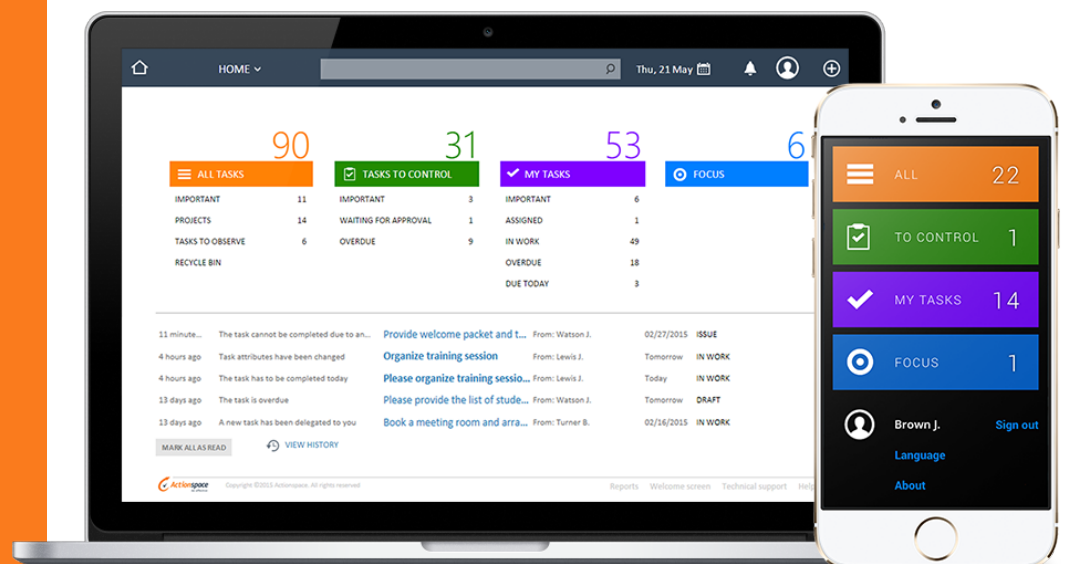 HOME
Thu, 21 May
90
ALL TASKS
IMPORTANT 11
PROJECTS 14
TASKS TO OBSERVE 6
RECYCLE BIN
31
TASKS TO CONTROL
IMPORTANT 3
WAITING FOR APPROVAL 1
OVERDUE 9
53
MY TASKS
IMPORTANT 6
ASSIGNED 1
IN WORK 49
OVERDUE 18
DUE TODAY 3
6
FOCUS
11 minute... The task cannot be completed due to an... Provide welcome packet and t... From: Watson J. 02/27/2015 ISSUE
4 hours ago Task attributes have been changed Organize training session From: Lewis J. Tomorrow IN WORK
4 hours ago The task has to be completed today Please organize training sessio... From: Lewis J. Today IN WORK
13 days ago The task is overdue Please provide the list of stude... From: Watson J. Tomorrow DRAFT
13 days ago A new task has been delegated to you Book a meeting room and arra... From: Turner B. 02/16/2015 IN WORK
MARK ALL AS READ VIEW HISTORY
Actionspace Copyright ©2015 Actionspace. All rights reserved Reports Welcome screen Technical support Help
ALL 22
TO CONTROL 1
MY TASKS 14
FOCUS 1
Brown J. Sign out
Language
About